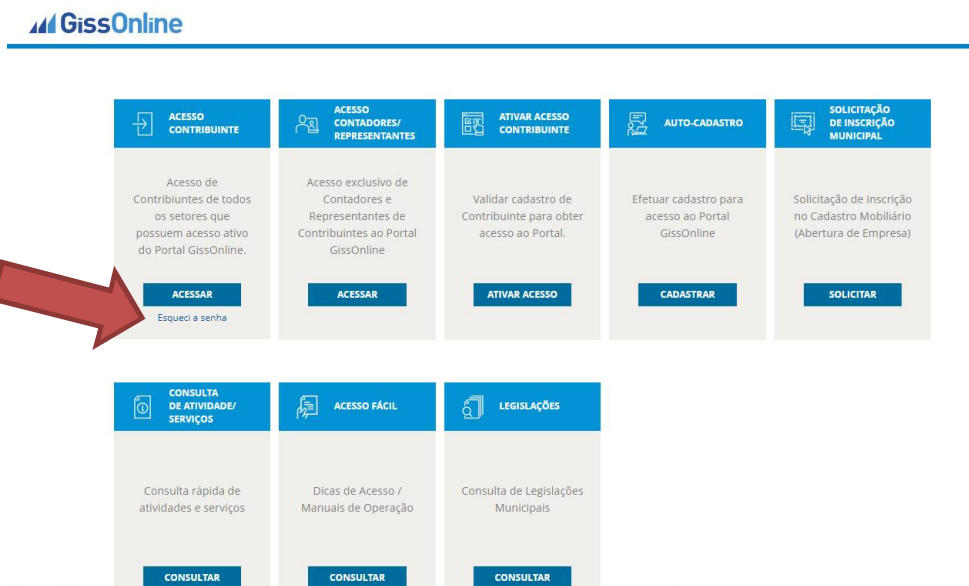 GissOnline
ACESSO
CONTRIBUINTE
Acesso de
Contribiuntes de todos
os setores que
possuem acesso ativo
do Portal GissOnline.
ACESSAR
Esqueci a senha
ACESSO
CONTADORES/
REPRESENTANTES
Acesso exclusivo de
Contadores e
Representantes de
Contribuintes ao Portal
GissOnline
ACESSAR
ATIVAR ACESSO
CONTRIBUINTE
Validar cadastro de
Contribuinte para obter
acesso ao Portal.
ATIVAR ACESSO
AUTO-CADASTRO
Efetuar cadastro para
acesso ao Portal
GissOnline
CADASTRAR
SOLICITAÇÃO
DE INSCRIÇÃO
MUNICIPAL
Solicitação de Inscrição
no Cadastro Mobiliário
(Abertura de Empresa)
SOLICITAR
CONSULTA
DE ATIVIDADE/
SERVIÇOS
Consulta rápida de
atividades e serviços
CONSULTAR
ACESSO FÁCIL
Dicas de Acesso /
Manuais de Operação
CONSULTAR
LEGISLAÇÕES
Consulta de Legislações
Municipais
CONSULTAR